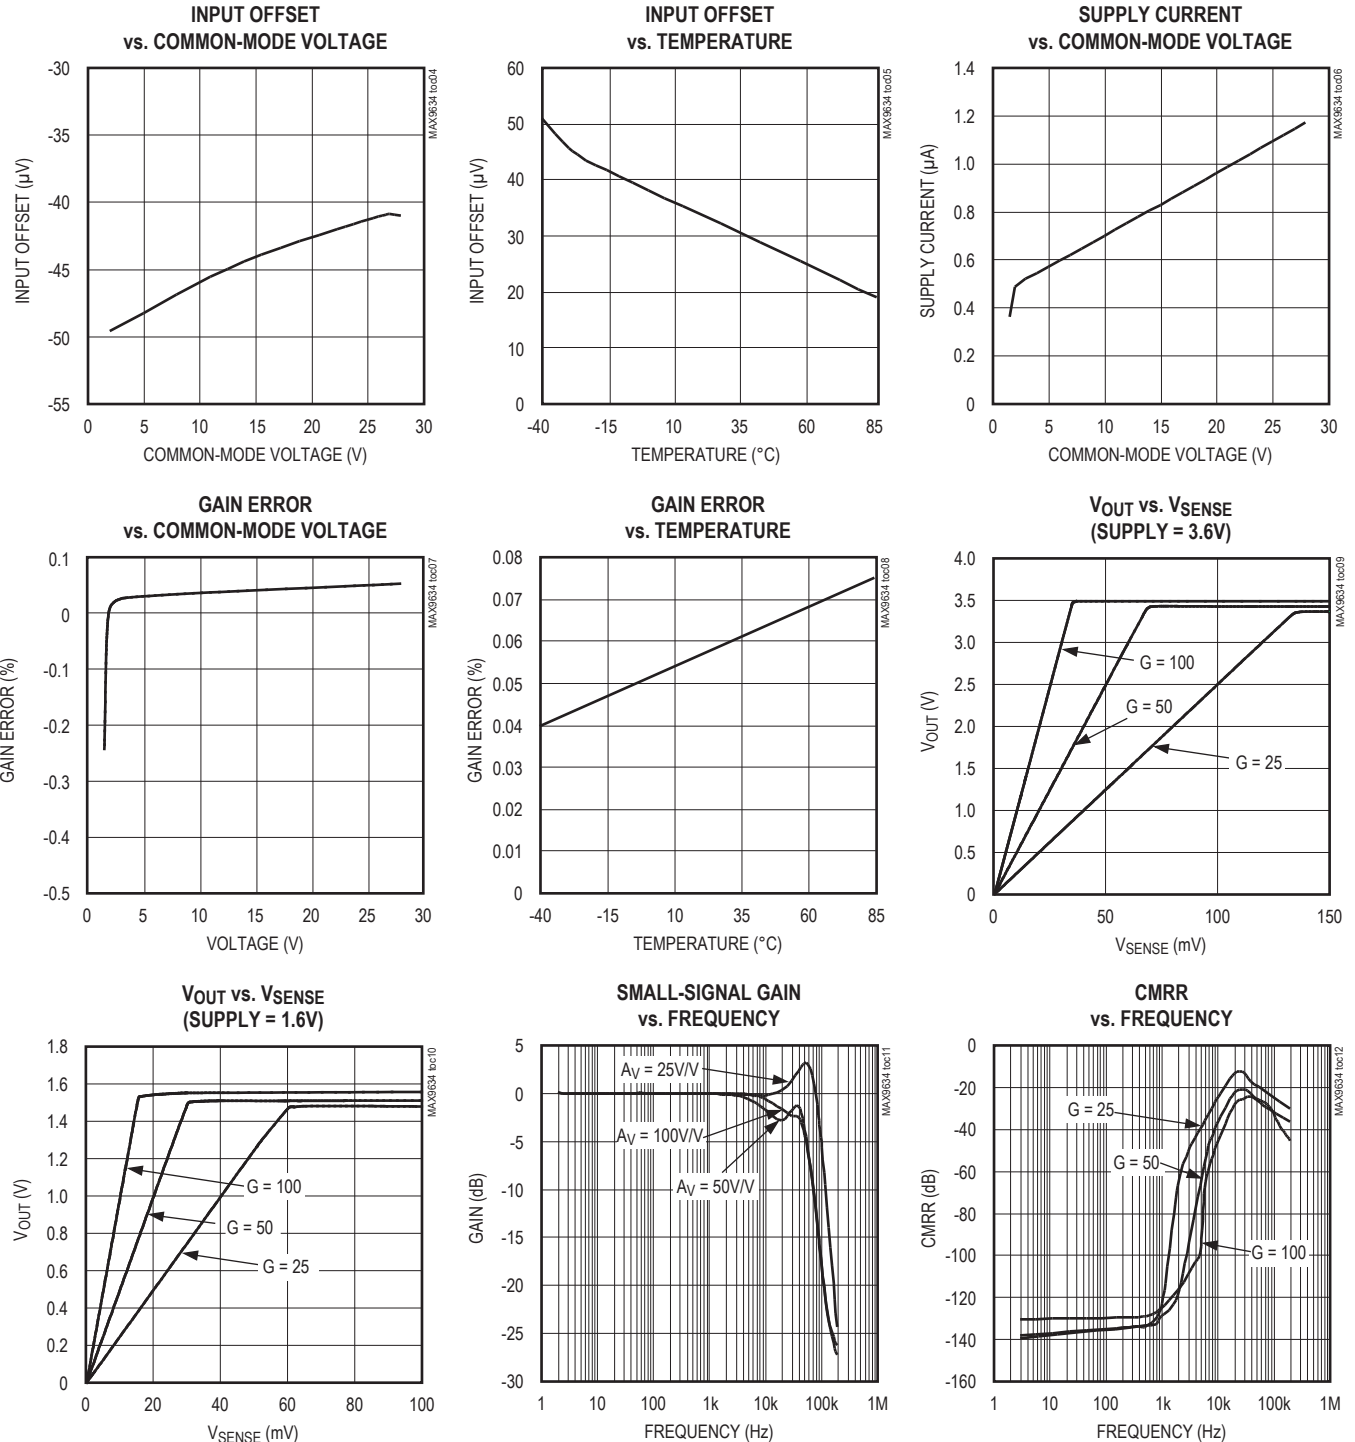 INPUT OFFSET
vs. COMMON-MODE VOLTAGE
MAX9634 toc04
INPUT OFFSET (µV)
-30
-35
-40
-45
-50
-55
0 5 10 15 20 25 30
COMMON-MODE VOLTAGE (V)
INPUT OFFSET
vs. TEMPERATURE
MAX9634 toc05
INPUT OFFSET (µV)
60
50
40
30
20
10
0
-40 -15 10 35 60 85
TEMPERATURE (°C)
SUPPLY CURRENT
vs. COMMON-MODE VOLTAGE
MAX9634 toc06
SUPPLY CURRENT (µA)
1.4
1.2
1.0
0.8
0.6
0.4
0.2
0
0 5 10 15 20 25 30
COMMON-MODE VOLTAGE (V)
GAIN ERROR
vs. COMMON-MODE VOLTAGE
MAX9634 toc07
GAIN ERROR (%)
0.1
0
-0.1
-0.2
-0.3
-0.4
-0.5
0 5 10 15 20 25 30
VOLTAGE (V)
GAIN ERROR
vs. TEMPERATURE
MAX9634 toc08
GAIN ERROR (%)
0.08
0.07
0.06
0.05
0.04
0.03
0.02
0.01
0
-40 -15 10 35 60 85
TEMPERATURE (°C)
VOUT vs. VSENSE
(SUPPLY = 3.6V)
MAX9634 toc09
VOUT (V)
4.0
3.5
3.0
2.5
2.0
1.5
1.0
0.5
0
G = 100
G = 50
G = 25
0 50 100 150
VSENSE (mV)
VOUT vs. VSENSE
(SUPPLY = 1.6V)
MAX9634 toc10
VOUT (V)
1.8
1.6
1.4
1.2
1.0
0.8
0.6
0.4
0.2
0
G = 100
G = 50
G = 25
0 20 40 60 80 100
VSENSE (mV)
SMALL-SIGNAL GAIN
vs. FREQUENCY
MAX9634 toc11
GAIN (dB)
5
0
-5
-10
-15
-20
-25
-30
AV = 25V/V
AV = 100V/V
AV = 50V/V
1 10 100 1k 10k 100k 1M
FREQUENCY (Hz)
CMRR
vs. FREQUENCY
MAX9634 toc12
CMRR (dB)
0
-20
-40
-60
-80
-100
-120
-140
-160
G = 25
G = 50
G = 100
1 10 100 1k 10k 100k 1M
FREQUENCY (Hz)